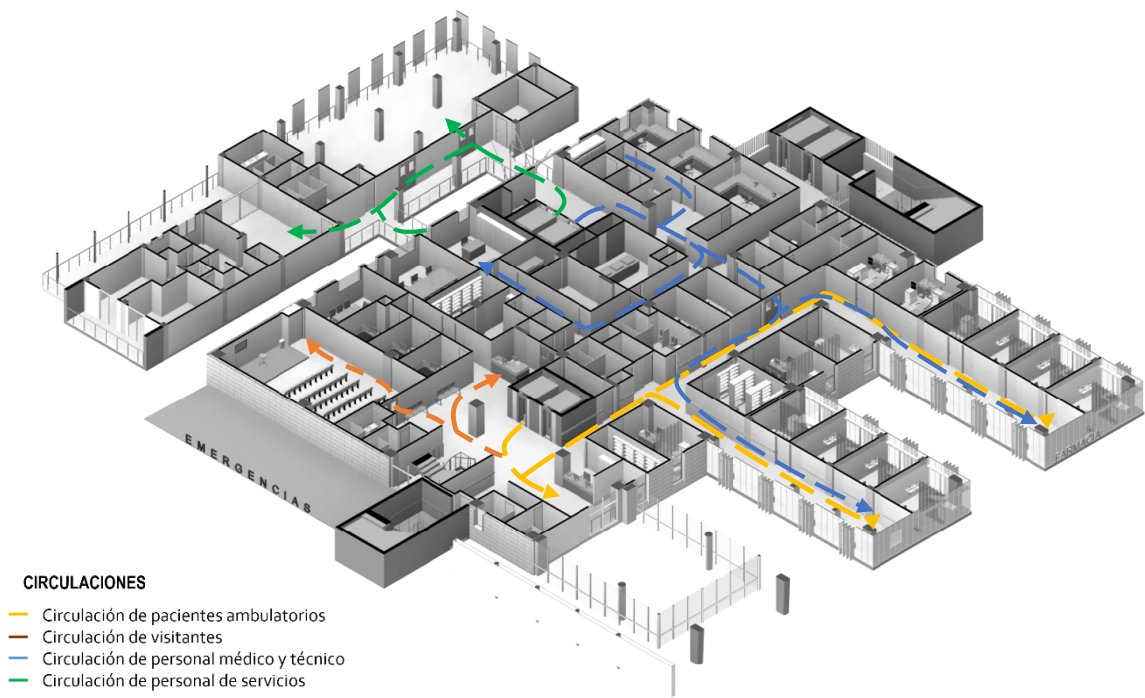 FARMACIA
EMERGENCIAS
CIRCULACIONES
Circulación de pacientes ambulatorios
Circulación de visitantes
Circulación de personal médico y técnico
Circulación de personal de servicios